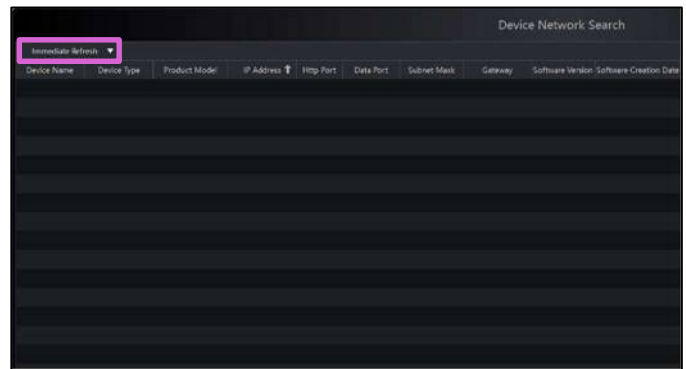 Device Network Search
Immediate Refresh
Device Name Device Type Product Model IP Address Http Port Data Port Subnet Mask Gateway Software Version Software Creation Date